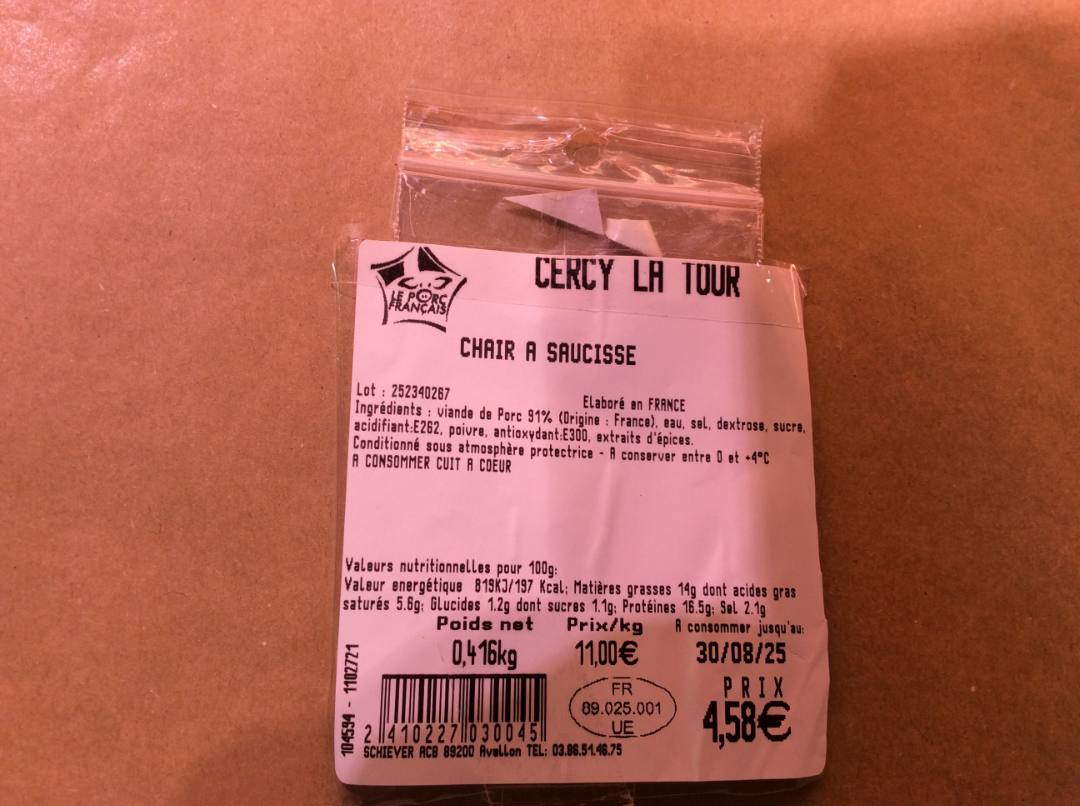 CERCY LA TOUR
LE PORC
FRANÇAIS
CHAIR A SAUCISSE
Lot : 252340267
Elaboré en FRANCE
Ingrédients : viande de Porc 91% (Origine : France), eau, sel, dextrose, sucre,
acidifiant:E262, poivre, antioxydant:E300, extraits d'épices.
Conditionné sous atmosphère protectrice - A conserver entre 0 et +4°C
A CONSOMMER CUIT A COEUR
Valeurs nutritionnelles pour 100g:
Valeur energétique 819KJ/197 Kcal; Matières grasses 14g dont acides gras
saturés 5.6g; Glucides 1.2g dont sucres 1.1g; Protéines 16.5g; Sel 2.1g
Poids net Prix/kg A consommer jusqu'au:
0,416kg 11,00€ 30/08/25
PRIX
4,58€
FR
89.025.001
UE
2 410227 030045
SCHIEVER ACB 89200 Avallon TEL: 03.86.51.46.75
104594 - 1102721